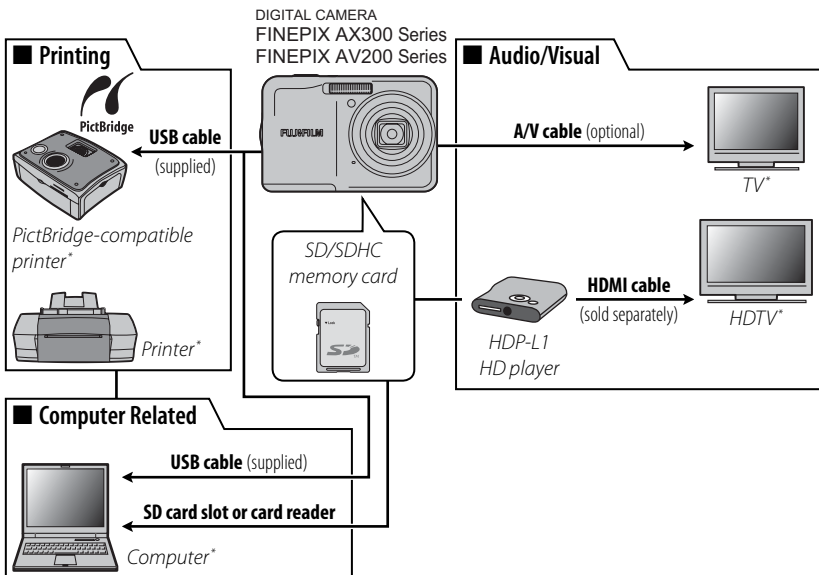 DIGITAL CAMERA
FINEPIX AX300 Series
FINEPIX AV200 Series
■ Printing
PictBridge
USB cable
(supplied)
PictBridge-compatible
printer*
Printer*
FUJIFILM
SD/SDHC
memory card
Lock
SD
■ Audio/Visual
A/V cable (optional)
TV*
HDMI cable
(sold separately)
HDTV*
HDP-L1
HD player
■ Computer Related
USB cable (supplied)
SD card slot or card reader
Computer*